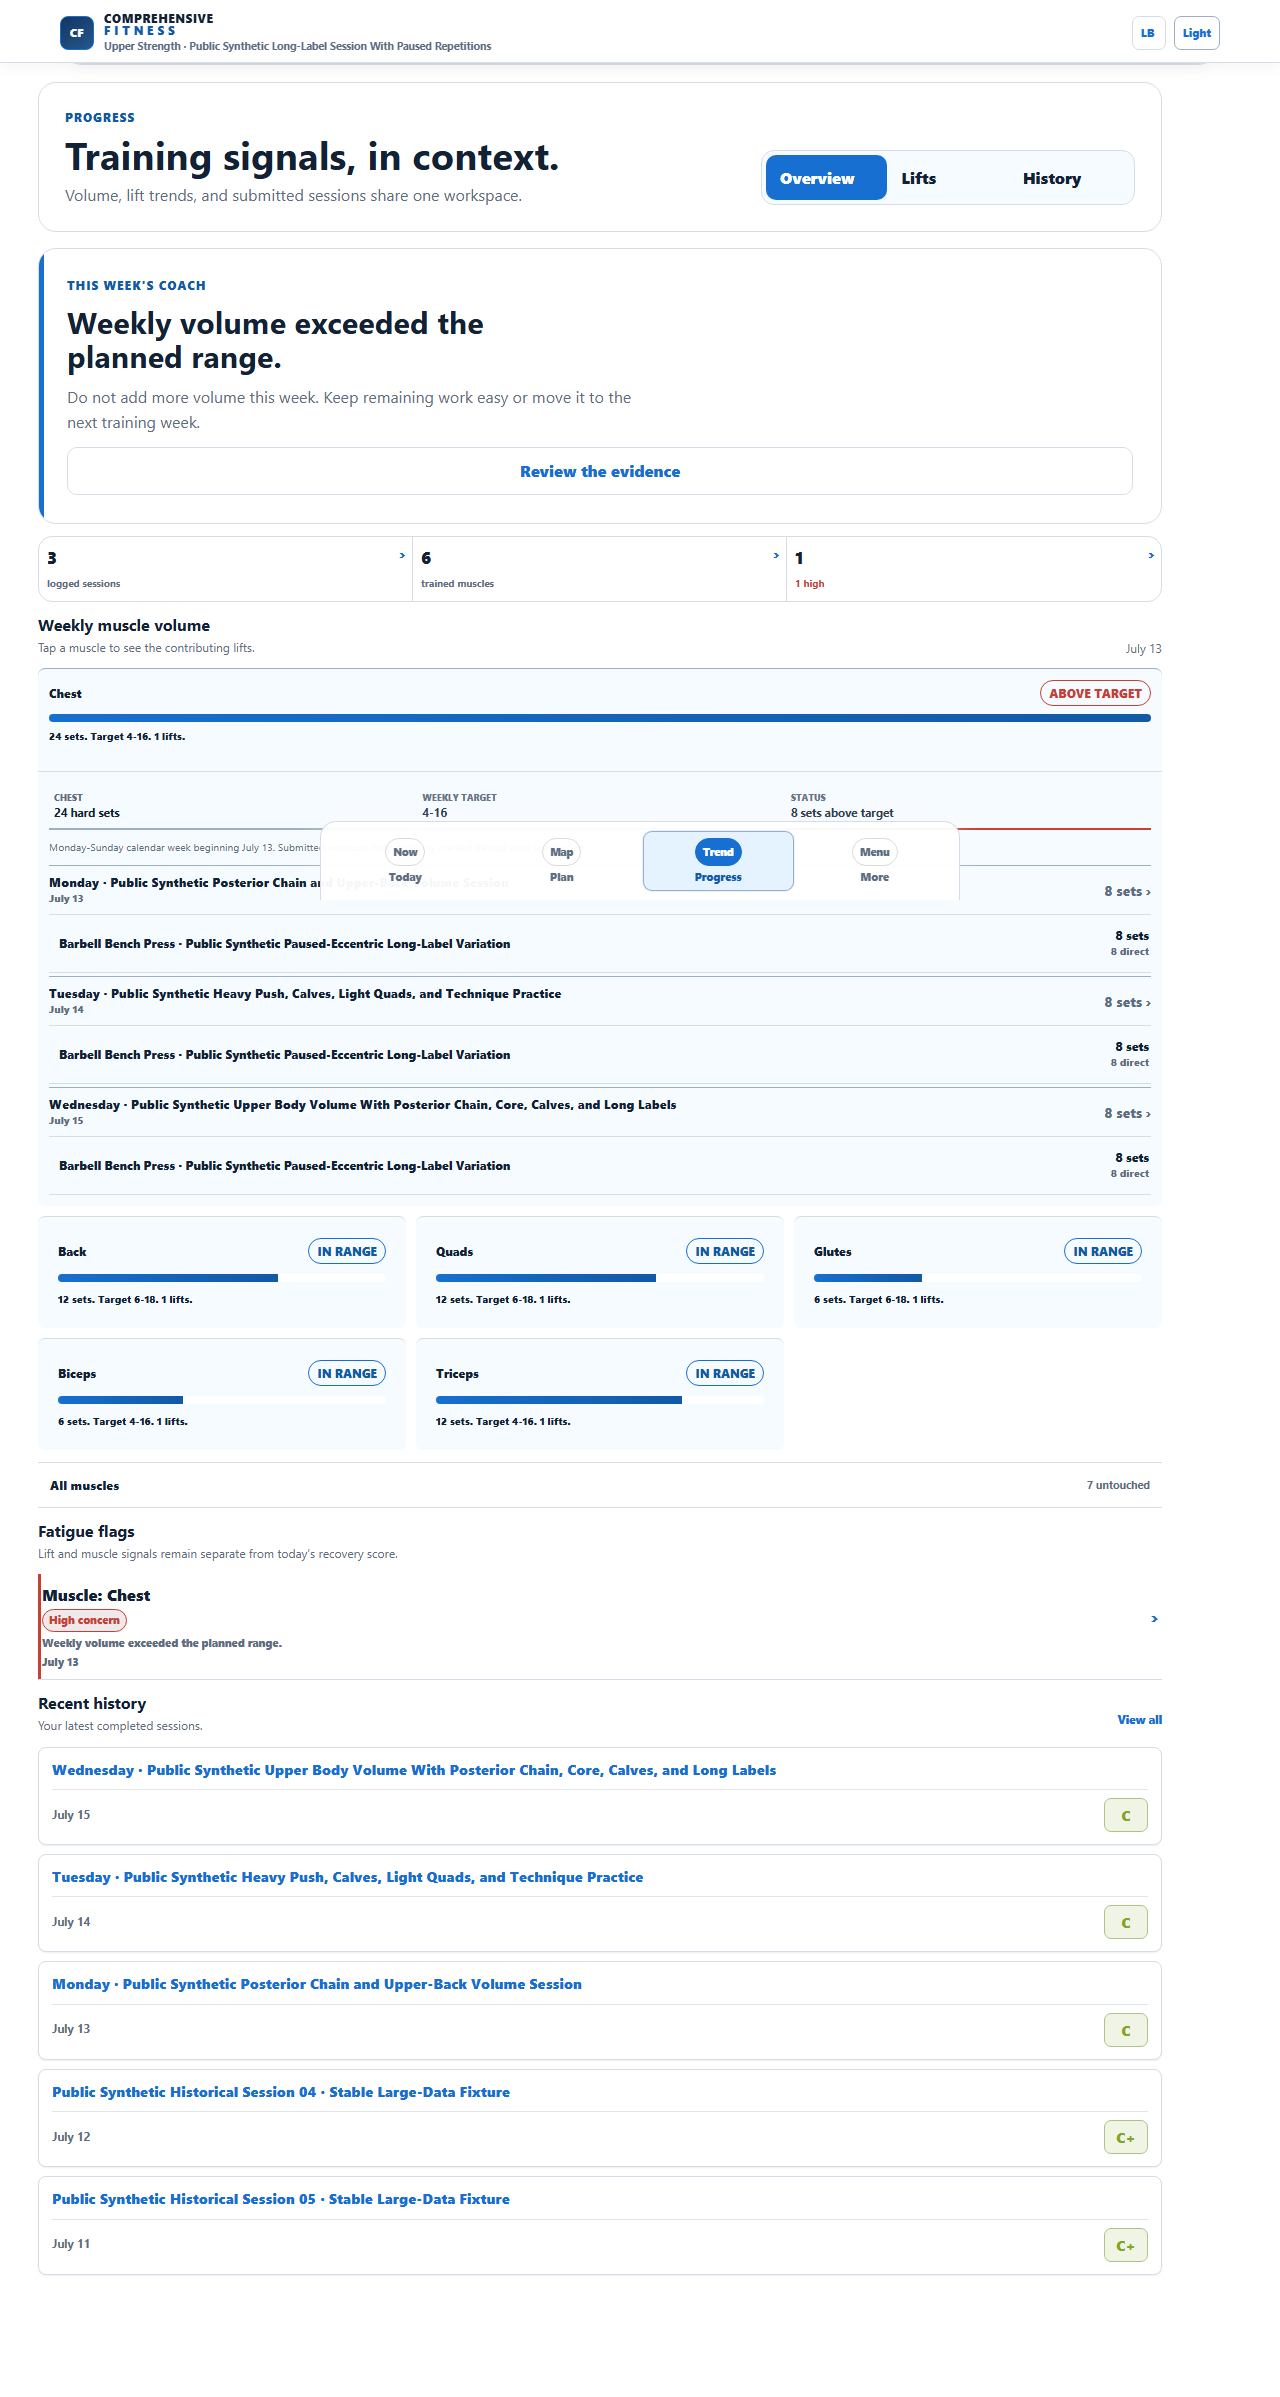 CF
COMPREHENSIVE
FITNESS
Upper Strength · Public Synthetic Long-Label Session With Paused Repetitions
LB
Light
PROGRESS
Training signals, in context.
Volume, lift trends, and submitted sessions share one workspace.
Overview
Lifts
History
THIS WEEK'S COACH
Weekly volume exceeded the
planned range.
Do not add more volume this week. Keep remaining work easy or move it to the
next training week.
Review the evidence
3 ›
logged sessions
6 ›
trained muscles
1 ›
1 high
Weekly muscle volume
Tap a muscle to see the contributing lifts.
July 13
Chest
ABOVE TARGET
24 sets. Target 4-16. 1 lifts.
CHEST
24 hard sets
WEEKLY TARGET
4-16
STATUS
8 sets above target
Monday-Sunday calendar week beginning July 13. Submitte
Now
Today
Map
Plan
Trend
Progress
Menu
More
Monday · Public Synthetic Posterior Chain and Upper-Back Volume Session
July 13
8 sets ›
Barbell Bench Press · Public Synthetic Paused-Eccentric Long-Label Variation
8 sets
8 direct
Tuesday · Public Synthetic Heavy Push, Calves, Light Quads, and Technique Practice
July 14
8 sets ›
Barbell Bench Press · Public Synthetic Paused-Eccentric Long-Label Variation
8 sets
8 direct
Wednesday · Public Synthetic Upper Body Volume With Posterior Chain, Core, Calves, and Long Labels
July 15
8 sets ›
Barbell Bench Press · Public Synthetic Paused-Eccentric Long-Label Variation
8 sets
8 direct
Back
IN RANGE
12 sets. Target 6-18. 1 lifts.
Quads
IN RANGE
12 sets. Target 6-18. 1 lifts.
Glutes
IN RANGE
6 sets. Target 6-18. 1 lifts.
Biceps
IN RANGE
6 sets. Target 4-16. 1 lifts.
Triceps
IN RANGE
12 sets. Target 4-16. 1 lifts.
All muscles
7 untouched
Fatigue flags
Lift and muscle signals remain separate from today's recovery score.
Muscle: Chest
High concern
›
Weekly volume exceeded the planned range.
July 13
Recent history
Your latest completed sessions.
View all
Wednesday · Public Synthetic Upper Body Volume With Posterior Chain, Core, Calves, and Long Labels
July 15
C
Tuesday · Public Synthetic Heavy Push, Calves, Light Quads, and Technique Practice
July 14
C
Monday · Public Synthetic Posterior Chain and Upper-Back Volume Session
July 13
C
Public Synthetic Historical Session 04 · Stable Large-Data Fixture
July 12
C+
Public Synthetic Historical Session 05 · Stable Large-Data Fixture
July 11
C+